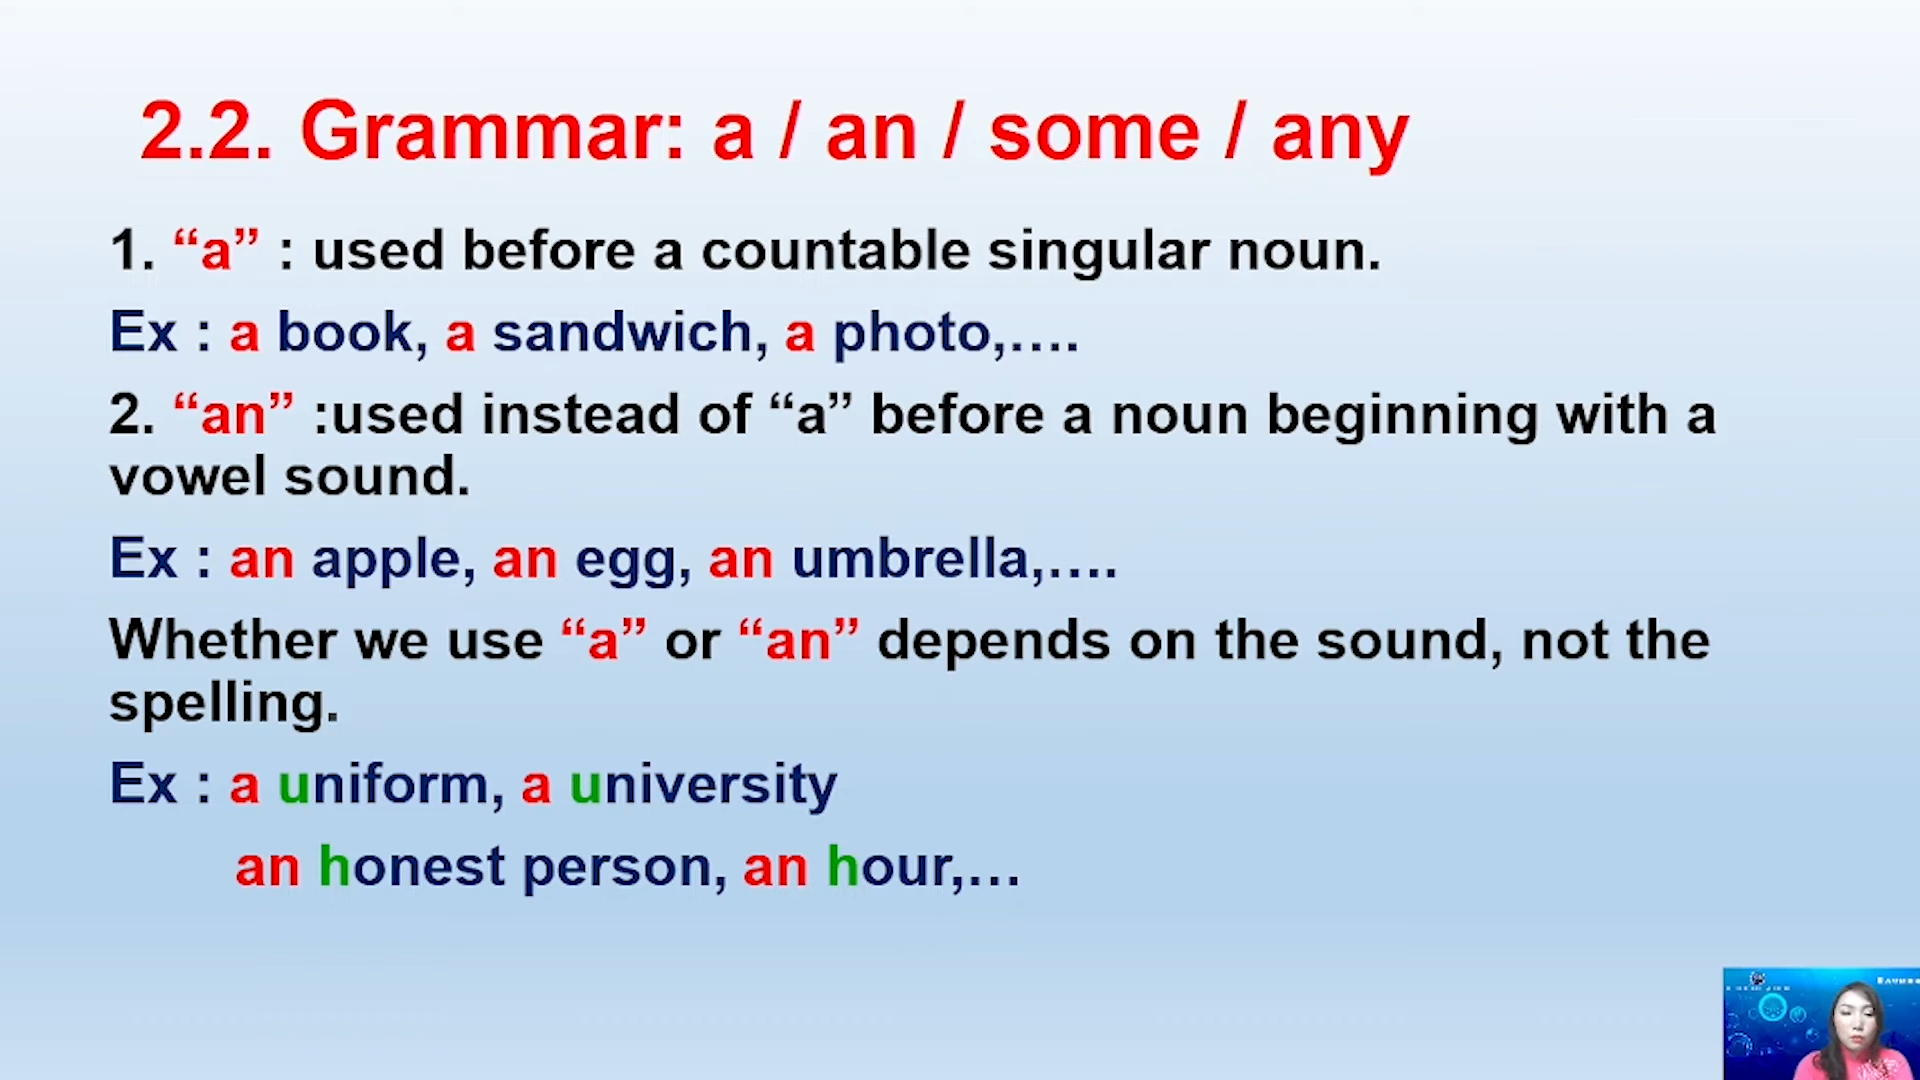 2.2. Grammar: a / an / some / any
1. “a” : used before a countable singular noun.
Ex : a book, a sandwich, a photo,….
2. “an” :used instead of “a” before a noun beginning with a
vowel sound.
Ex : an apple, an egg, an umbrella,….
Whether we use “a” or “an” depends on the sound, not the
spelling.
Ex : a uniform, a university
an honest person, an hour,…